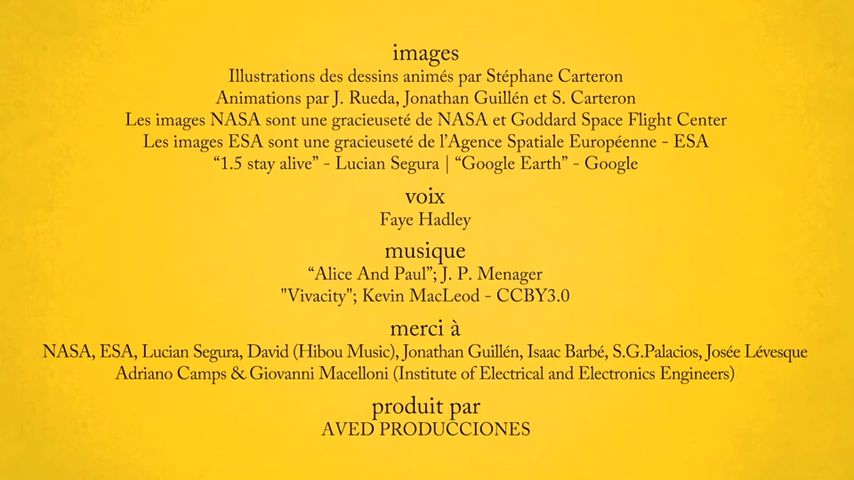 images
Illustrations des dessins animés par Stéphane Carteron
Animations par J. Rueda, Jonathan Guillén et S. Carteron
Les images NASA sont une gracieuseté de NASA et Goddard Space Flight Center
Les images ESA sont une gracieuseté de l’Agence Spatiale Européenne - ESA
“1.5 stay alive” - Lucian Segura | “Google Earth” - Google
voix
Faye Hadley
musique
“Alice And Paul”; J. P. Menager
"Vivacity"; Kevin MacLeod - CCBY3.0
merci à
NASA, ESA, Lucian Segura, David (Hibou Music), Jonathan Guillén, Isaac Barbé, S.G.Palacios, Josée Lévesque
Adriano Camps & Giovanni Macelloni (Institute of Electrical and Electronics Engineers)
produit par
AVED PRODUCCIONES